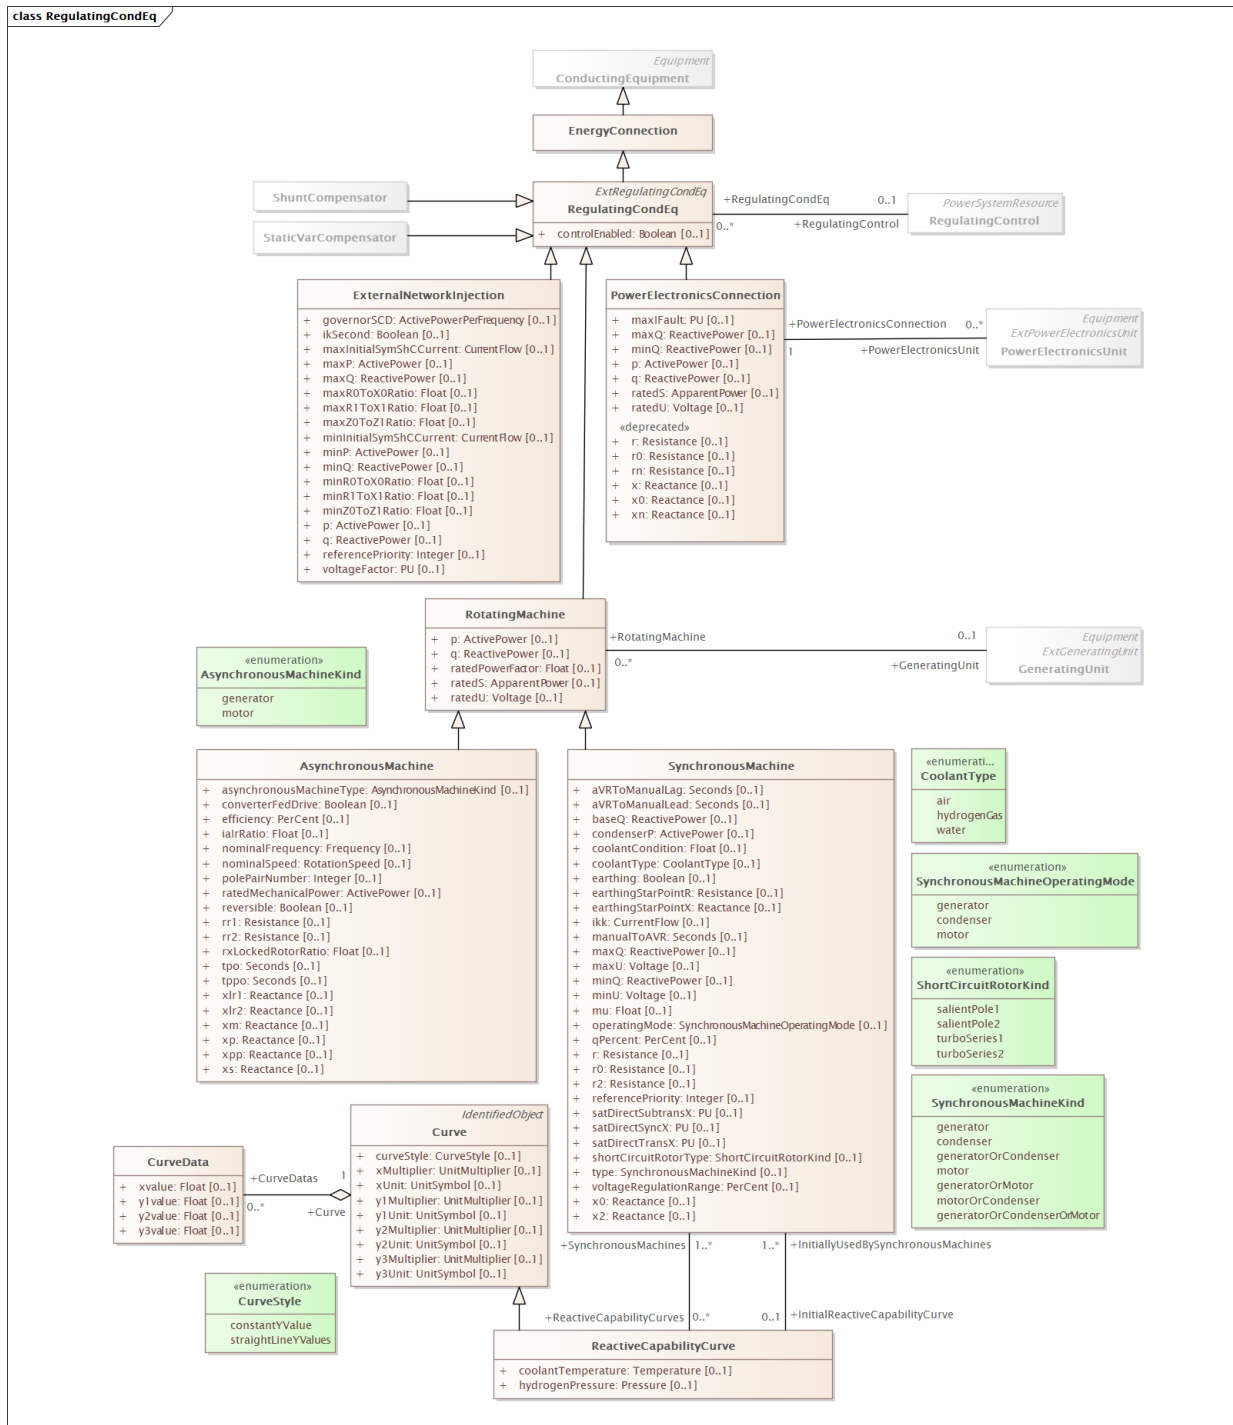 class RegulatingCondEq
Equipment
ConductingEquipment
EnergyConnection
ShuntCompensator
StaticVarCompensator
ExtRegulatingCondEq
RegulatingCondEq
+ controlEnabled: Boolean [0..1]
+RegulatingCondEq 0..1
0..* +RegulatingControl
PowerSystemResource
RegulatingControl
ExternalNetworkInjection
+ governorSCD: ActivePowerPerFrequency [0..1]
+ ikSecond: Boolean [0..1]
+ maxInitialSymShCCurrent: CurrentFlow [0..1]
+ maxP: ActivePower [0..1]
+ maxQ: ReactivePower [0..1]
+ maxR0ToX0Ratio: Float [0..1]
+ maxR1ToX1Ratio: Float [0..1]
+ maxZ0ToZ1Ratio: Float [0..1]
+ minInitialSymShCCurrent: CurrentFlow [0..1]
+ minP: ActivePower [0..1]
+ minQ: ReactivePower [0..1]
+ minR0ToX0Ratio: Float [0..1]
+ minR1ToX1Ratio: Float [0..1]
+ minZ0ToZ1Ratio: Float [0..1]
+ p: ActivePower [0..1]
+ q: ReactivePower [0..1]
+ referencePriority: Integer [0..1]
+ voltageFactor: PU [0..1]
PowerElectronicsConnection
+ maxIFault: PU [0..1]
+ maxQ: ReactivePower [0..1]
+ minQ: ReactivePower [0..1]
+ p: ActivePower [0..1]
+ q: ReactivePower [0..1]
+ ratedS: ApparentPower [0..1]
+ ratedU: Voltage [0..1]
«deprecated»
+ r: Resistance [0..1]
+ r0: Resistance [0..1]
+ rn: Resistance [0..1]
+ x: Reactance [0..1]
+ x0: Reactance [0..1]
+ xn: Reactance [0..1]
+PowerElectronicsConnection 0..*
1 +PowerElectronicsUnit
Equipment
ExtPowerElectronicsUnit
PowerElectronicsUnit
RotatingMachine
+ p: ActivePower [0..1]
+ q: ReactivePower [0..1]
+ ratedPowerFactor: Float [0..1]
+ ratedS: ApparentPower [0..1]
+ ratedU: Voltage [0..1]
+RotatingMachine 0..1
0..* +GeneratingUnit
Equipment
ExtGeneratingUnit
GeneratingUnit
«enumeration»
AsynchronousMachineKind
generator
motor
AsynchronousMachine
+ asynchronousMachineType: AsynchronousMachineKind [0..1]
+ converterFedDrive: Boolean [0..1]
+ efficiency: PerCent [0..1]
+ iaIrRatio: Float [0..1]
+ nominalFrequency: Frequency [0..1]
+ nominalSpeed: RotationSpeed [0..1]
+ polePairNumber: Integer [0..1]
+ ratedMechanicalPower: ActivePower [0..1]
+ reversible: Boolean [0..1]
+ rr1: Resistance [0..1]
+ rr2: Resistance [0..1]
+ rxLockedRotorRatio: Float [0..1]
+ tpo: Seconds [0..1]
+ tppo: Seconds [0..1]
+ xlr1: Reactance [0..1]
+ xlr2: Reactance [0..1]
+ xm: Reactance [0..1]
+ xp: Reactance [0..1]
+ xpp: Reactance [0..1]
+ xs: Reactance [0..1]
SynchronousMachine
+ aVRToManualLag: Seconds [0..1]
+ aVRToManualLead: Seconds [0..1]
+ baseQ: ReactivePower [0..1]
+ condenserP: ActivePower [0..1]
+ coolantCondition: Float [0..1]
+ coolantType: CoolantType [0..1]
+ earthing: Boolean [0..1]
+ earthingStarPointR: Resistance [0..1]
+ earthingStarPointX: Reactance [0..1]
+ ikk: CurrentFlow [0..1]
+ manualToAVR: Seconds [0..1]
+ maxQ: ReactivePower [0..1]
+ maxU: Voltage [0..1]
+ minQ: ReactivePower [0..1]
+ minU: Voltage [0..1]
+ mu: Float [0..1]
+ operatingMode: SynchronousMachineOperatingMode [0..1]
+ qPercent: PerCent [0..1]
+ r: Resistance [0..1]
+ r0: Resistance [0..1]
+ r2: Resistance [0..1]
+ referencePriority: Integer [0..1]
+ satDirectSubtransX: PU [0..1]
+ satDirectSyncX: PU [0..1]
+ satDirectTransX: PU [0..1]
+ shortCircuitRotorType: ShortCircuitRotorKind [0..1]
+ type: SynchronousMachineKind [0..1]
+ voltageRegulationRange: PerCent [0..1]
+ x0: Reactance [0..1]
+ x2: Reactance [0..1]
«enumerati...
CoolantType
air
hydrogenGas
water
«enumeration»
SynchronousMachineOperatingMode
generator
condenser
motor
«enumeration»
ShortCircuitRotorKind
salientPole1
salientPole2
turboSeries1
turboSeries2
«enumeration»
SynchronousMachineKind
generator
condenser
generatorOrCondenser
motor
generatorOrMotor
motorOrCondenser
generatorOrCondenserOrMotor
CurveData
+ xvalue: Float [0..1]
+ y1value: Float [0..1]
+ y2value: Float [0..1]
+ y3value: Float [0..1]
+CurveDatas 1
0..* +Curve
IdentifiedObject
Curve
+ curveStyle: CurveStyle [0..1]
+ xMultiplier: UnitMultiplier [0..1]
+ xUnit: UnitSymbol [0..1]
+ y1Multiplier: UnitMultiplier [0..1]
+ y1Unit: UnitSymbol [0..1]
+ y2Multiplier: UnitMultiplier [0..1]
+ y2Unit: UnitSymbol [0..1]
+ y3Multiplier: UnitMultiplier [0..1]
+ y3Unit: UnitSymbol [0..1]
«enumeration»
CurveStyle
constantYValue
straightLineYValues
+SynchronousMachines 1..* 1..* +InitiallyUsedBySynchronousMachines
+ReactiveCapabilityCurves 0..* 0..1 +InitialReactiveCapabilityCurve
ReactiveCapabilityCurve
+ coolantTemperature: Temperature [0..1]
+ hydrogenPressure: Pressure [0..1]